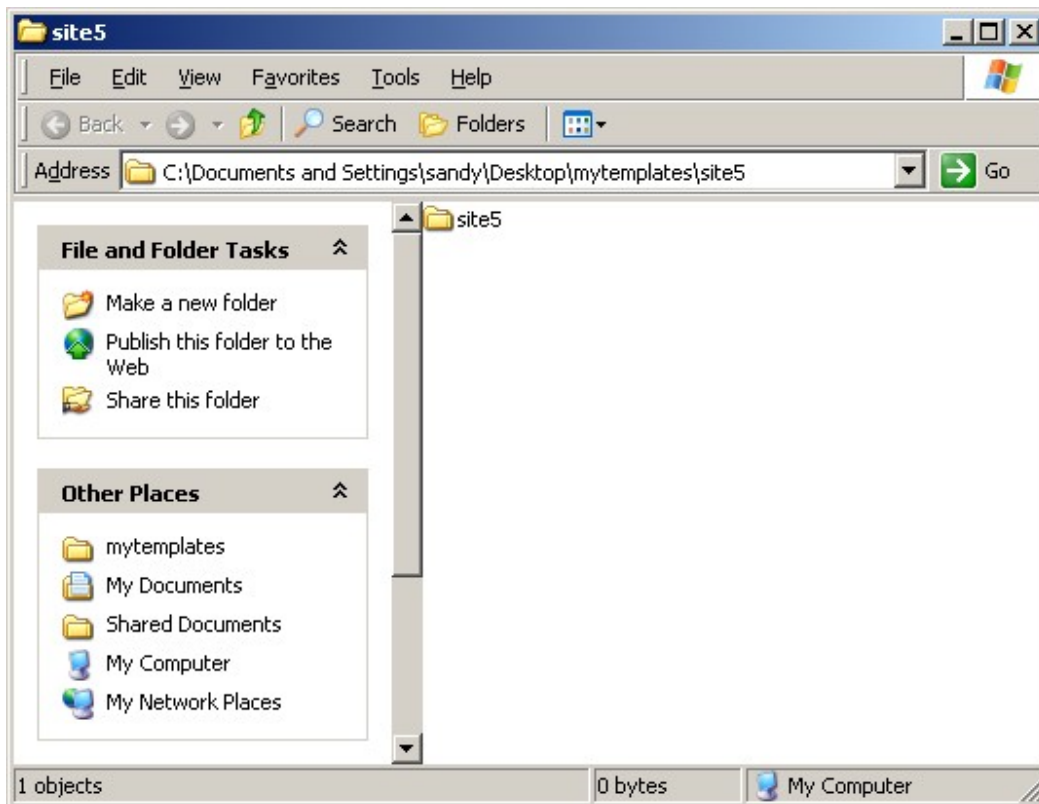 site5
File Edit View Favorites Tools Help
Back Search Folders
Address C:\Documents and Settings\sandy\Desktop\mytemplates\site5 Go
File and Folder Tasks
Make a new folder
Publish this folder to the
Web
Share this folder
Other Places
mytemplates
My Documents
Shared Documents
My Computer
My Network Places
site5
1 objects 0 bytes My Computer